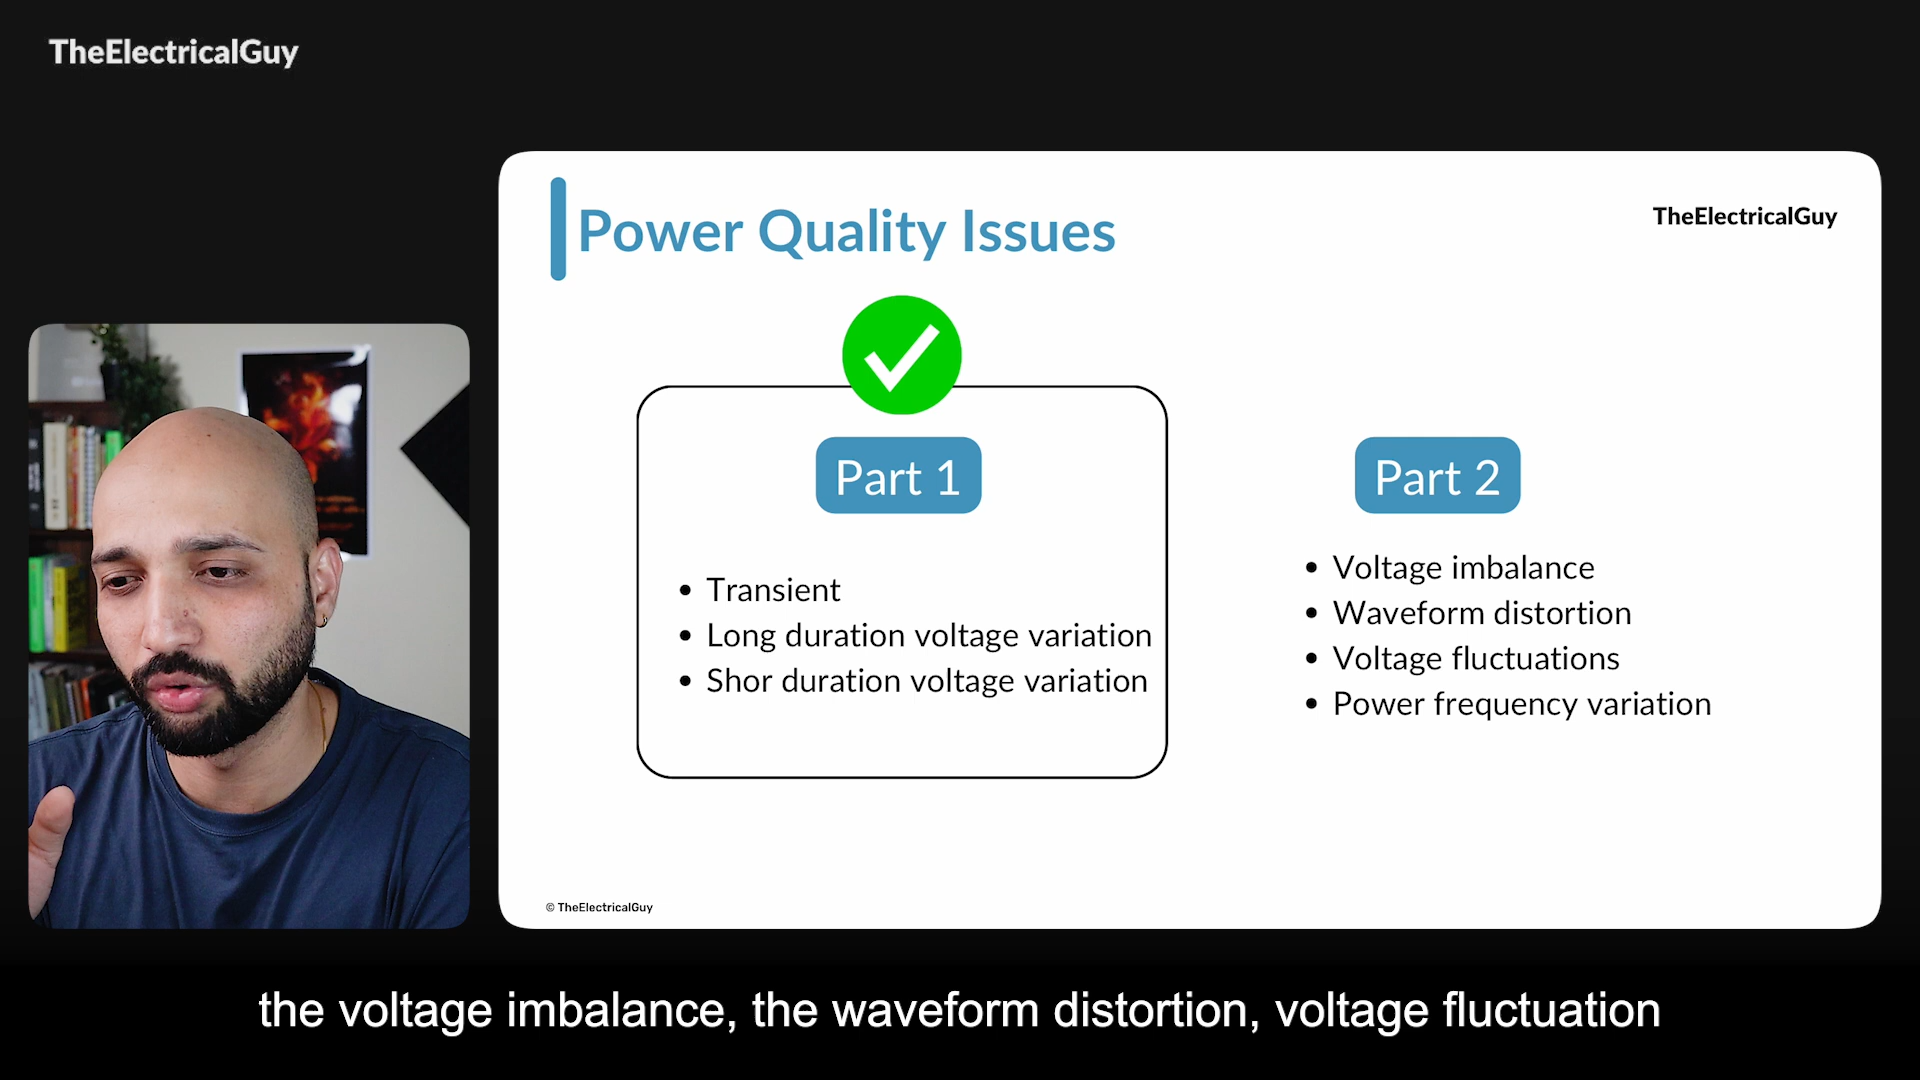 TheElectricalGuy
Power Quality Issues
TheElectricalGuy
Part 1
• Transient
• Long duration voltage variation
• Shor duration voltage variation
Part 2
• Voltage imbalance
• Waveform distortion
• Voltage fluctuations
• Power frequency variation
© TheElectricalGuy
the voltage imbalance, the waveform distortion, voltage fluctuation